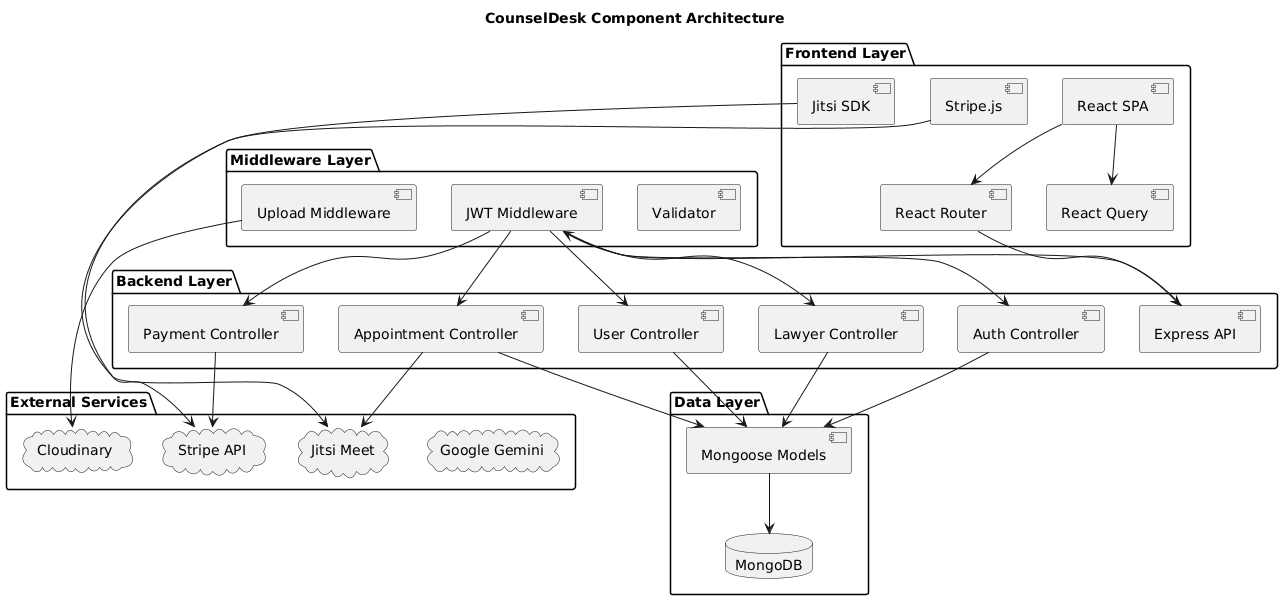 CounselDesk Component Architecture
Frontend Layer
Jitsi SDK
Stripe.js
React SPA
React Router
React Query
Middleware Layer
Upload Middleware
JWT Middleware
Validator
Backend Layer
Payment Controller
Appointment Controller
User Controller
Lawyer Controller
Auth Controller
Express API
External Services
Cloudinary
Stripe API
Jitsi Meet
Google Gemini
Data Layer
Mongoose Models
MongoDB